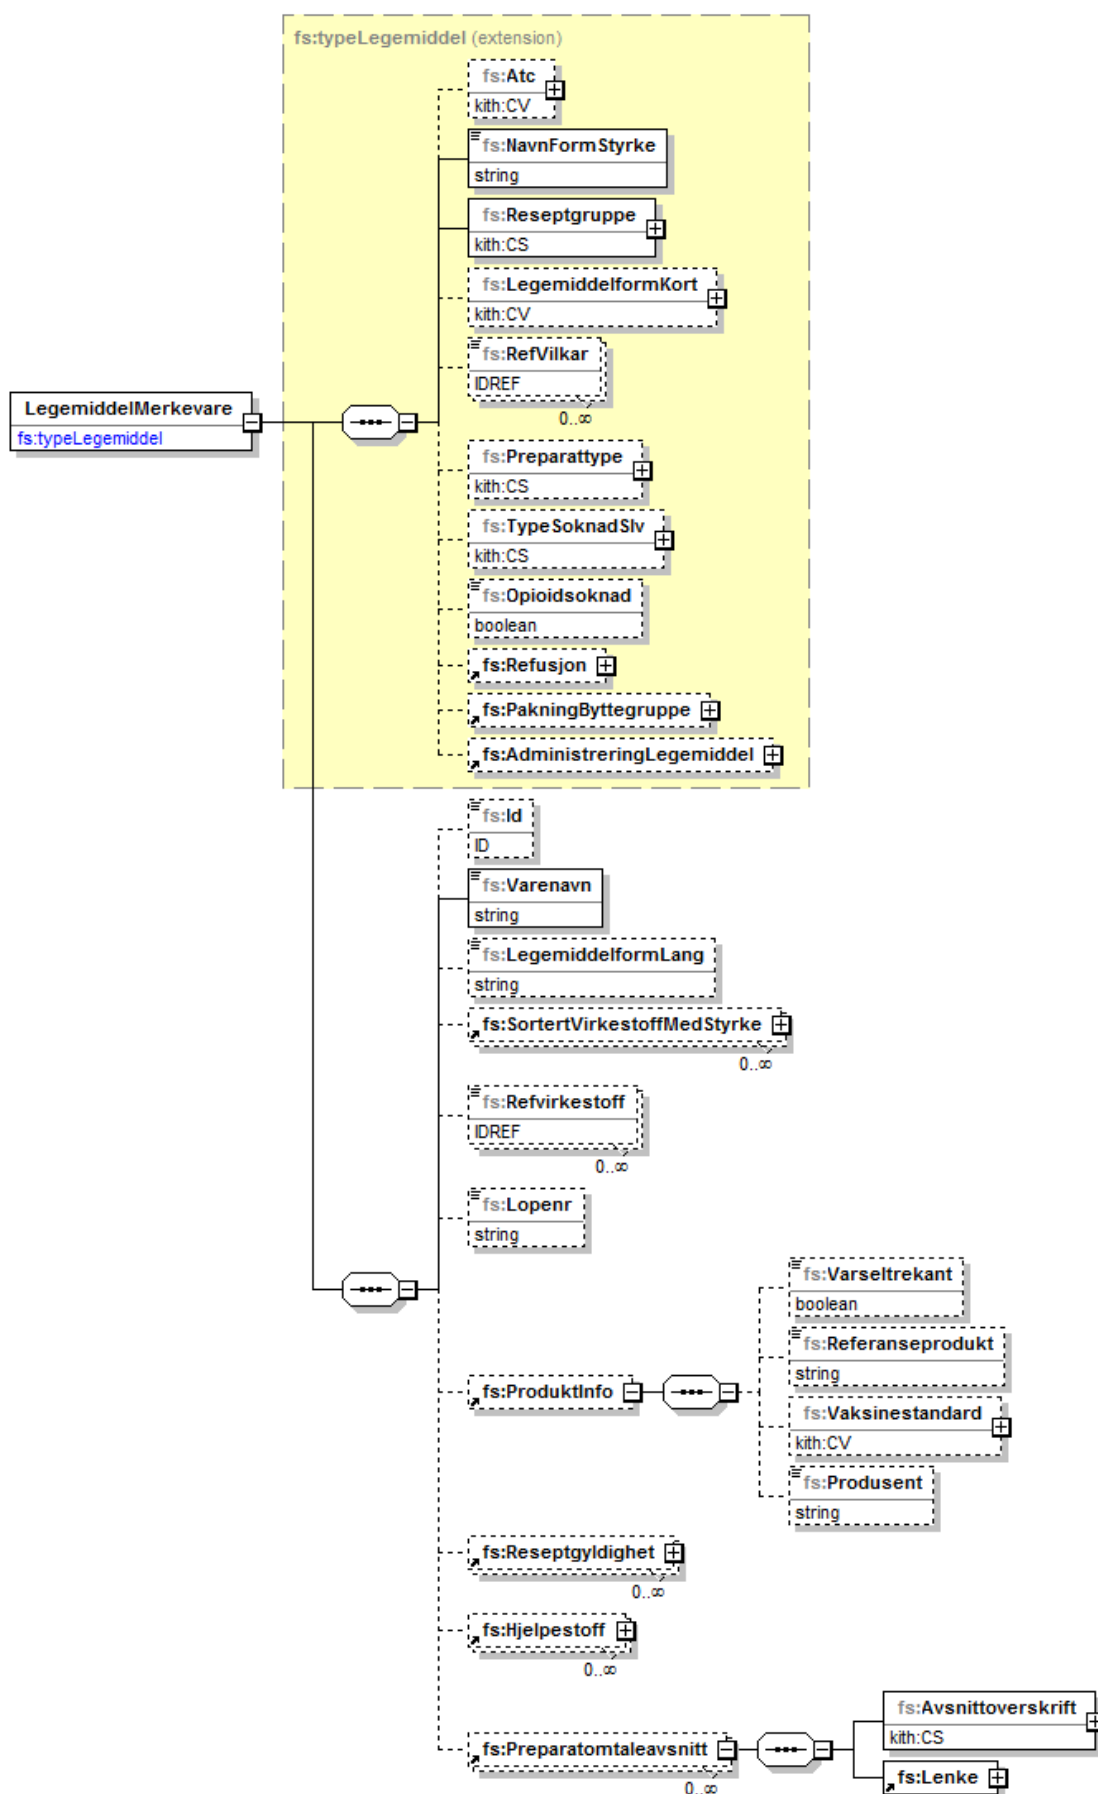 fs:typeLegemiddel (extension)
fs:Atc
kith:CV
fs:NavnFormStyrke
string
fs:Reseptgruppe
kith:CS
fs:LegemiddelformKort
kith:CV
fs:RefVilkar
IDREF
0..∞
LegemiddelMerkevare
fs:typeLegemiddel
fs:Preparattype
kith:CS
fs:TypeSoknadSlv
kith:CS
fs:Opioidsoknad
boolean
fs:Refusjon
fs:PakningByttegruppe
fs:AdministreringLegemiddel
fs:Id
ID
fs:Varenavn
string
fs:LegemiddelformLang
string
fs:SortertVirkestoffMedStyrke
0..∞
fs:Refvirkestoff
IDREF
0..∞
fs:Lopenr
string
fs:ProduktInfo
fs:Varseltrekant
boolean
fs:Referanseprodukt
string
fs:Vaksinestandard
kith:CV
fs:Produsent
string
fs:Reseptgyldighet
0..∞
fs:Hjelpestoff
0..∞
fs:Preparatomtaleavsnitt
0..∞
fs:Avsnittoverskrift
kith:CS
fs:Lenke